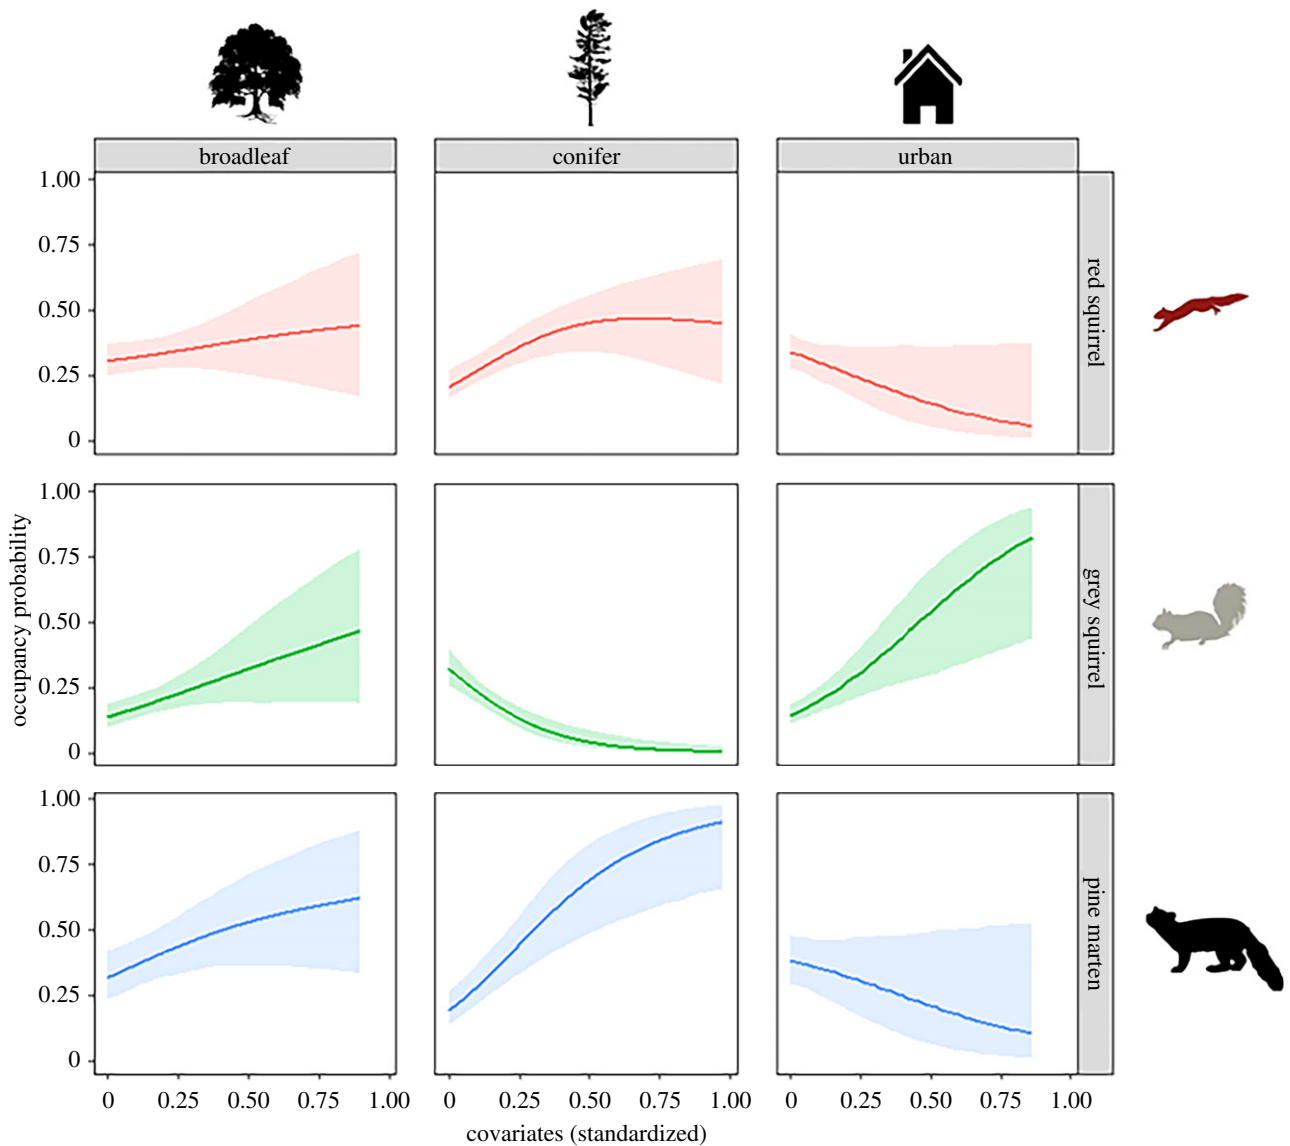 broadleaf conifer urban
1.00
0.75
0.50
0.25
0
red squirrel
occupancy probability
1.00
0.75
0.50
0.25
0
grey squirrel
1.00
0.75
0.50
0.25
0
pine marten
0 0.25 0.50 0.75 1.00 0 0.25 0.50 0.75 1.00 0 0.25 0.50 0.75 1.00
covariates (standardized)